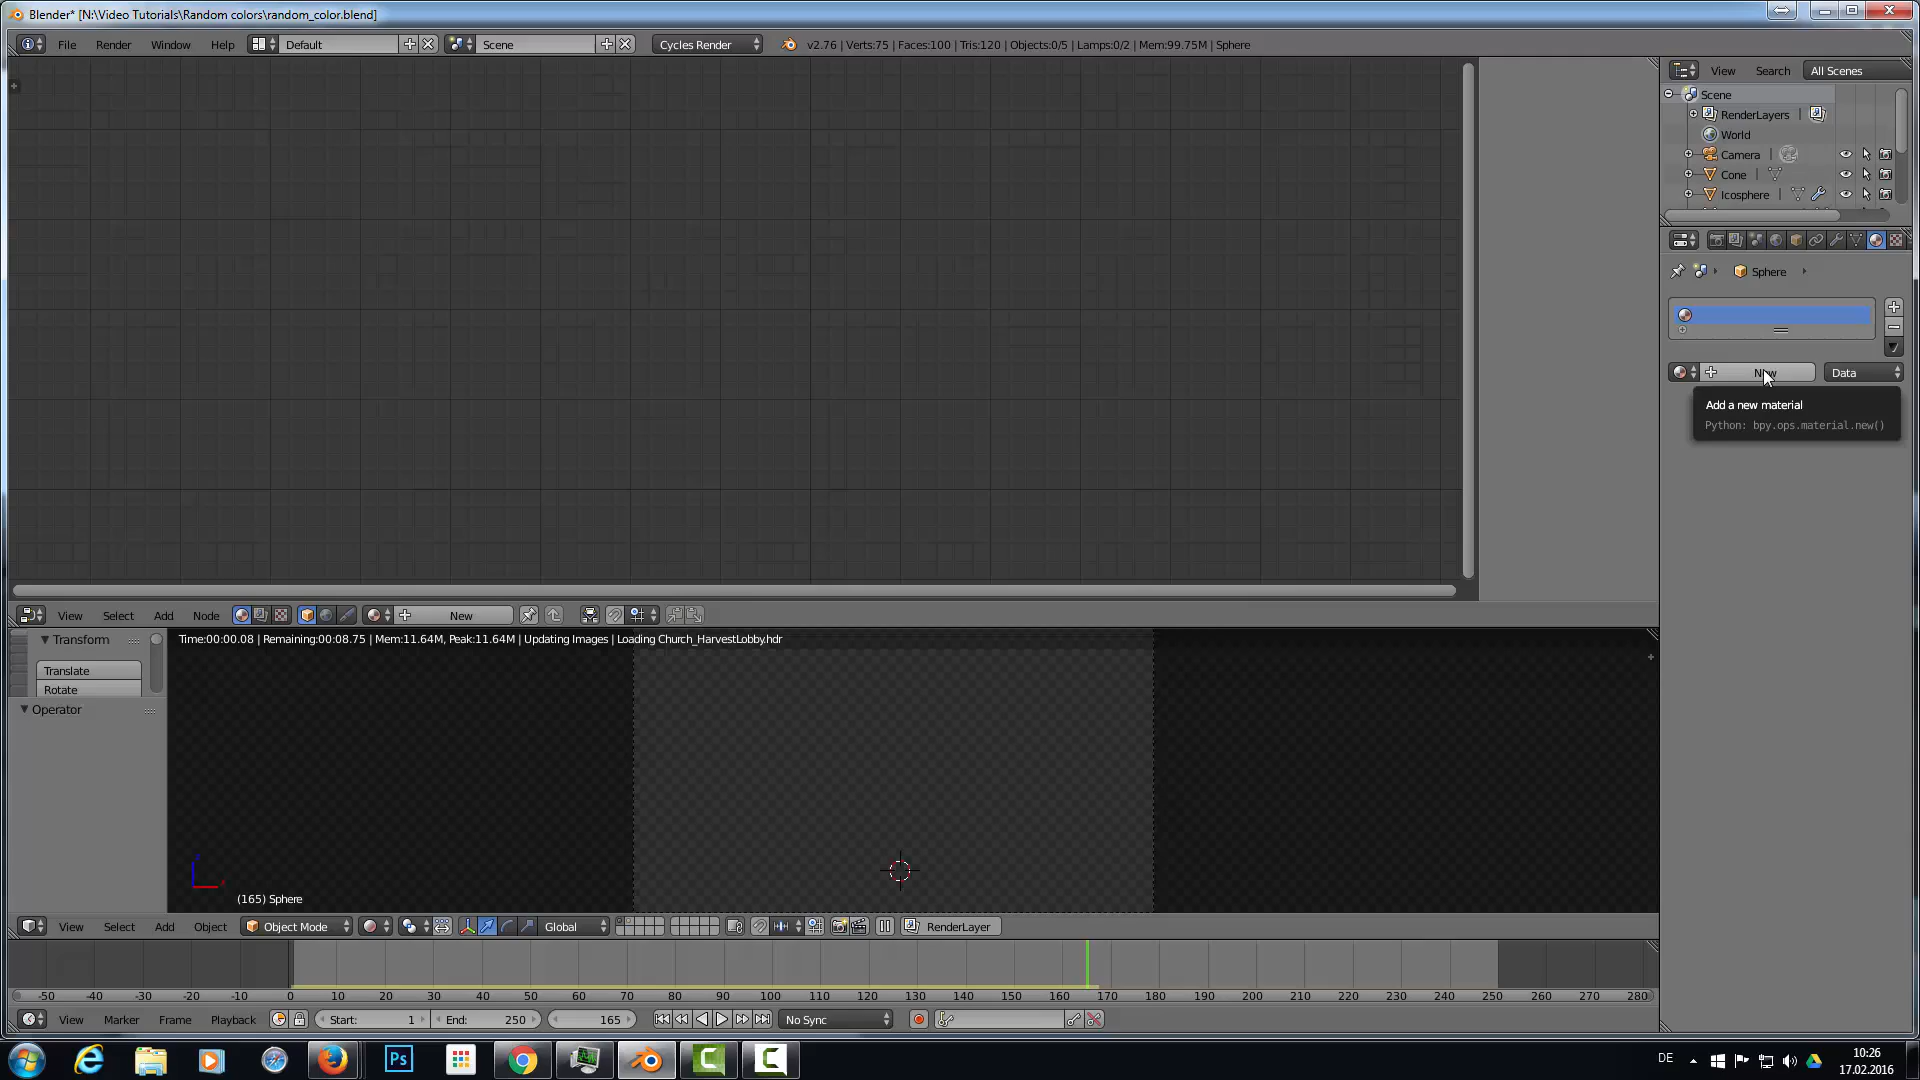 Blender* [N:\Video Tutorials\Random colors\random_color.blend]
File Render Window Help Default Scene Cycles Render v2.76 | Verts:75 | Faces:100 | Tris:120 | Objects:0/5 | Lamps:0/2 | Mem:99.75M | Sphere
View Search All Scenes
Scene
RenderLayers
World
Camera
Cone
Icosphere
Sphere
New Data
Add a new material
Python: bpy.ops.material.new()
View Select Add Node New
Transform
Time:00:00.08 | Remaining:00:08.75 | Mem:11.64M, Peak:11.64M | Updating Images | Loading Church_HarvestLobby.hdr
Translate
Rotate
Operator
(165) Sphere
View Select Add Object Object Mode Global RenderLayer
-50 -40 -30 -20 -10 0 10 20 30 40 50 60 70 80 90 100 110 120 130 140 150 160 170 180 190 200 210 220 230 240 250 260 270 280
View Marker Frame Playback Start: 1 End: 250 165 No Sync
Ps
DE
10:26
17.02.2016